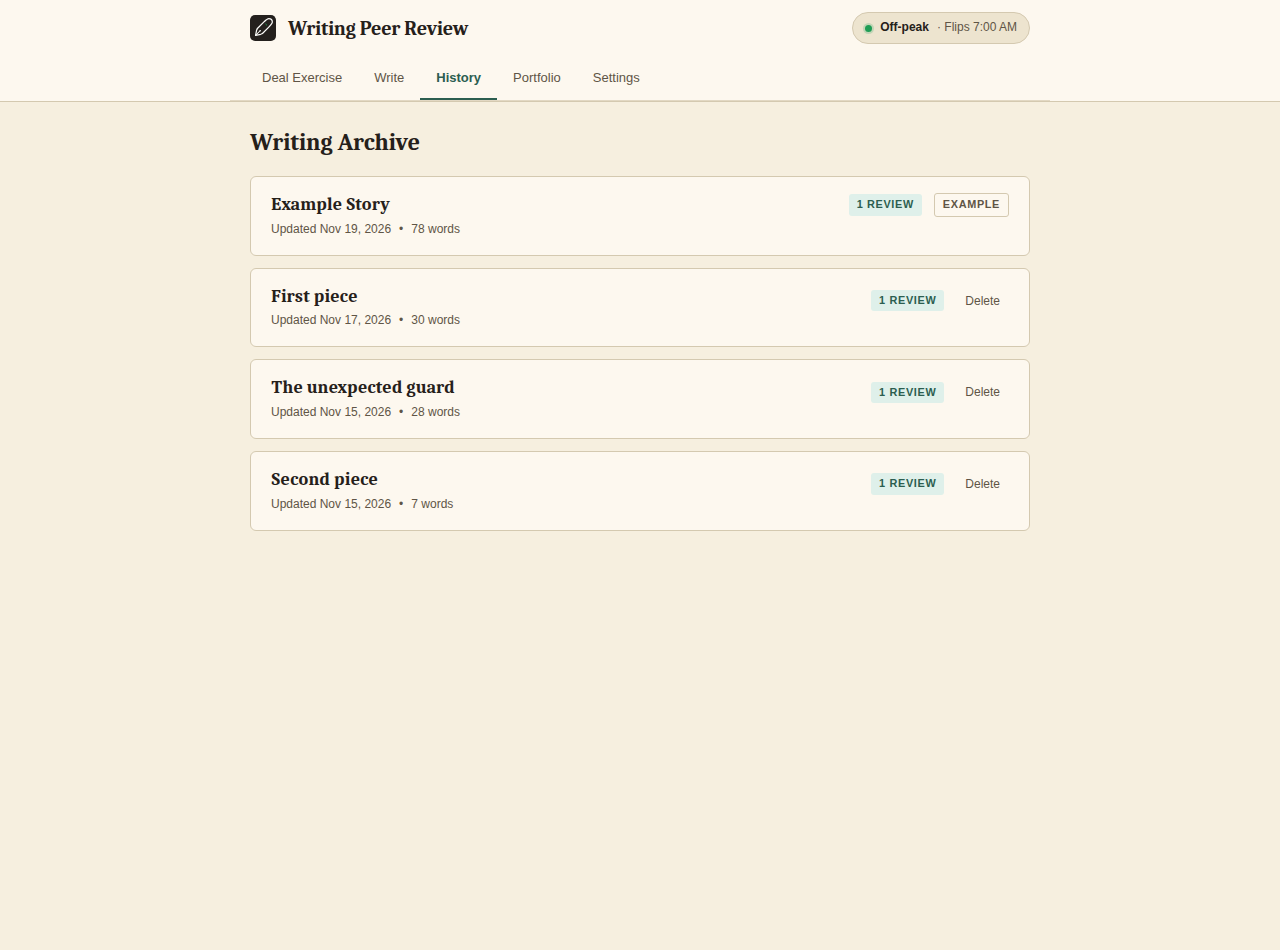 Writing Peer Review
Off-peak · Flips 7:00 AM
Deal Exercise Write History Portfolio Settings
Writing Archive
Example Story
1 REVIEW EXAMPLE
Updated Nov 19, 2026 • 78 words
First piece
1 REVIEW Delete
Updated Nov 17, 2026 • 30 words
The unexpected guard
1 REVIEW Delete
Updated Nov 15, 2026 • 28 words
Second piece
1 REVIEW Delete
Updated Nov 15, 2026 • 7 words